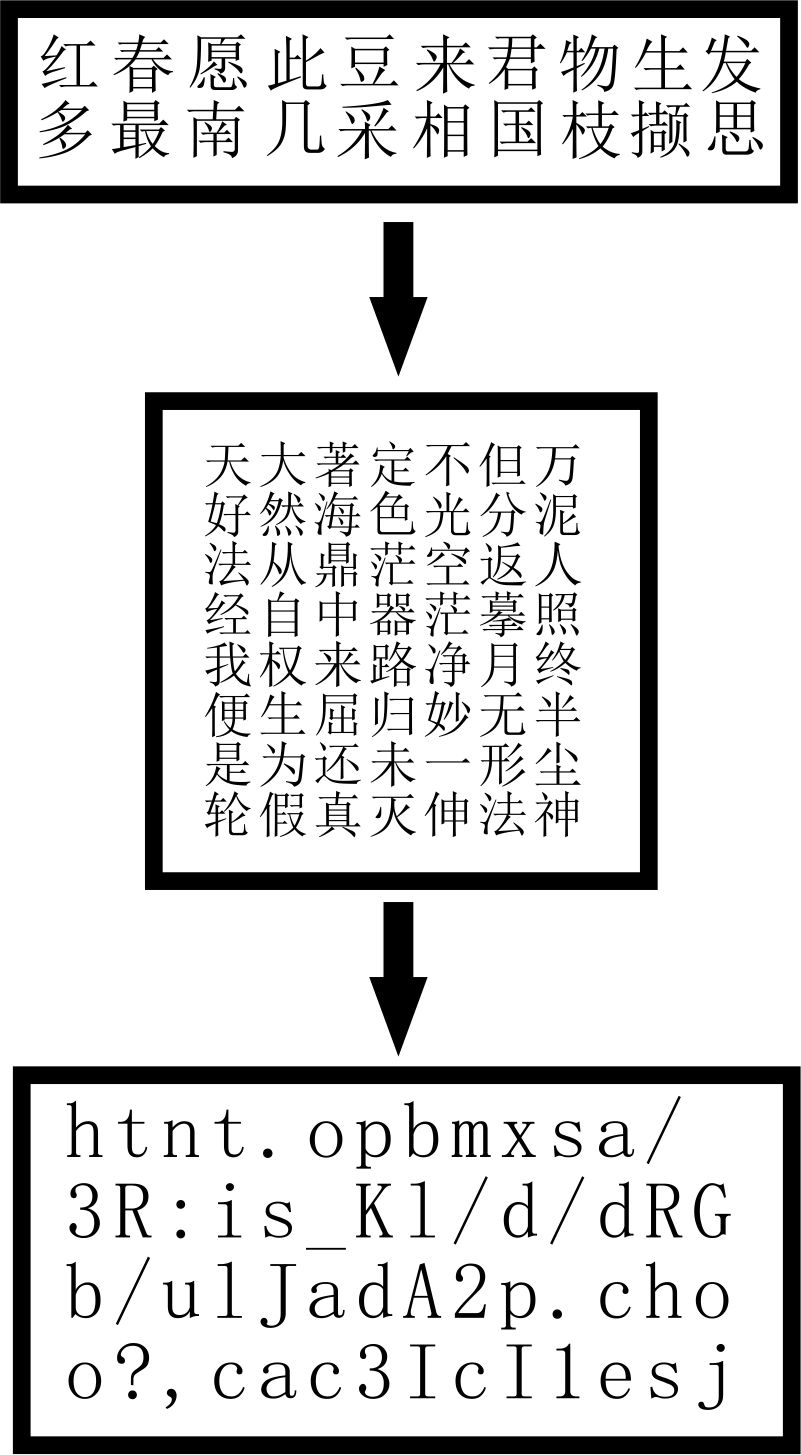 红春愿此豆来君物生发
多最南几采相国枝撷思
天大著定不但万
好然海色光分泥
法从鼎茫空返人
经自中器茫摹照
我权来路净月终
便生屈归妙无半
是为还未一形尘
轮假真灭伸法神
htnt.opbmxsa/
3R:is_Kl/d/dRG
b/ulJadA2p.cho
o?,cac3IcI1esj